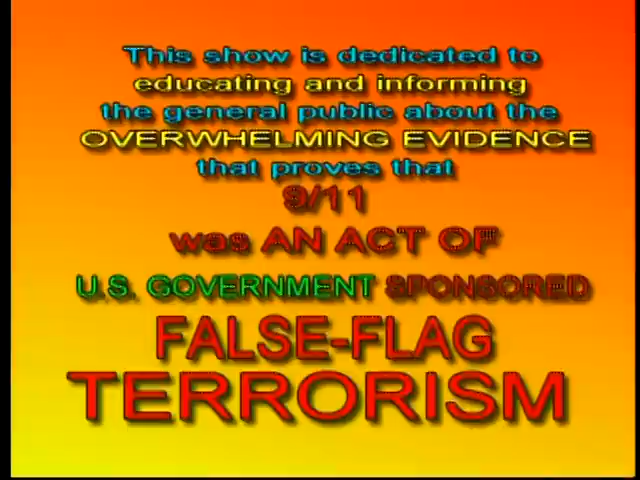 This show is dedicated to
educating and informing
the general public about the
OVERWHELMING EVIDENCE
that proves that
9/11
was AN ACT OF
U.S. GOVERNMENT SPONSORED
FALSE-FLAG
TERRORISM